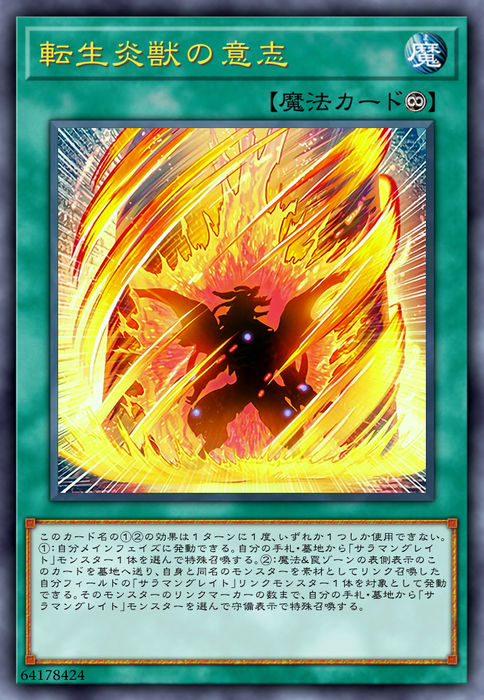 転生炎獣の意志
魔
【魔法カード】
このカード名の①②の効果は１ターンに１度、いずれか１つしか使用できない。
①：自分メインフェイズに発動できる。自分の手札・墓地から「サラマングレイ
ト」モンスター１体を選んで特殊召喚する。②：魔法&罠ゾーンの表側表示のこ
のカードを墓地へ送り、自身と同名のモンスターを素材としてリンク召喚した
自分フィールドの「サラマングレイト」リンクモンスター１体を対象として発動
できる。そのモンスターのリンクマーカーの数まで、自分の手札・墓地から「サ
ラマングレイト」モンスターを選んで守備表示で特殊召喚する。
64178424